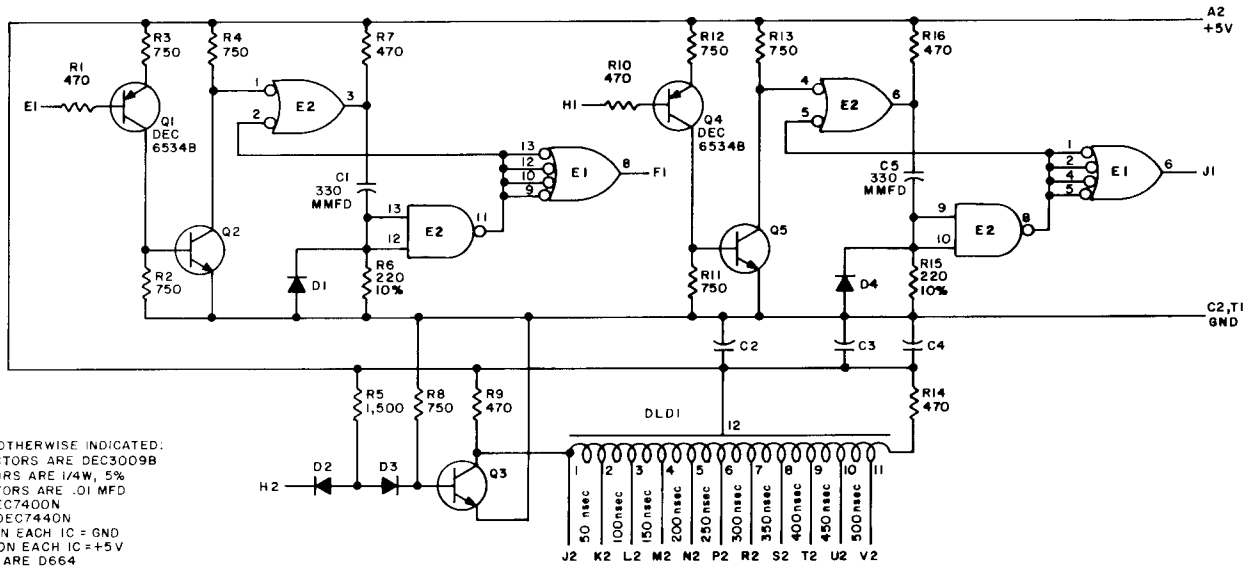 A2
+5V
R3
750
R4
750
R7
470
R12
750
R13
750
R16
470
R1
470
R10
470
E1
H1
Q1
DEC
6534B
Q4
DEC
6534B
1
2
E2
3
4
5
E2
6
13
12
10
9
E1
8
F1
1
2
4
5
E1
6
J1
C1
330
MMFD
C5
330
MMFD
13
12
E2
11
9
10
E2
8
Q2
Q5
R2
750
D1
R6
220
10%
R11
750
D4
R15
220
10%
C2,T1
GND
C2
C3
C4
R5
1,500
R8
750
R9
470
R14
470
DLD1
12
H2
D2
D3
Q3
1 2 3 4 5 6 7 8 9 10 11
50 nsec
100 nsec
150 nsec
200 nsec
250 nsec
300 nsec
350 nsec
400 nsec
450 nsec
500 nsec
J2 K2 L2 M2 N2 P2 R2 S2 T2 U2 V2
OTHERWISE INDICATED:
CTORS ARE DEC3009B
RS ARE 1/4W, 5%
TORS ARE .01 MFD
EC7400N
DEC7440N
N EACH IC = GND
ON EACH IC = +5V
ARE D664